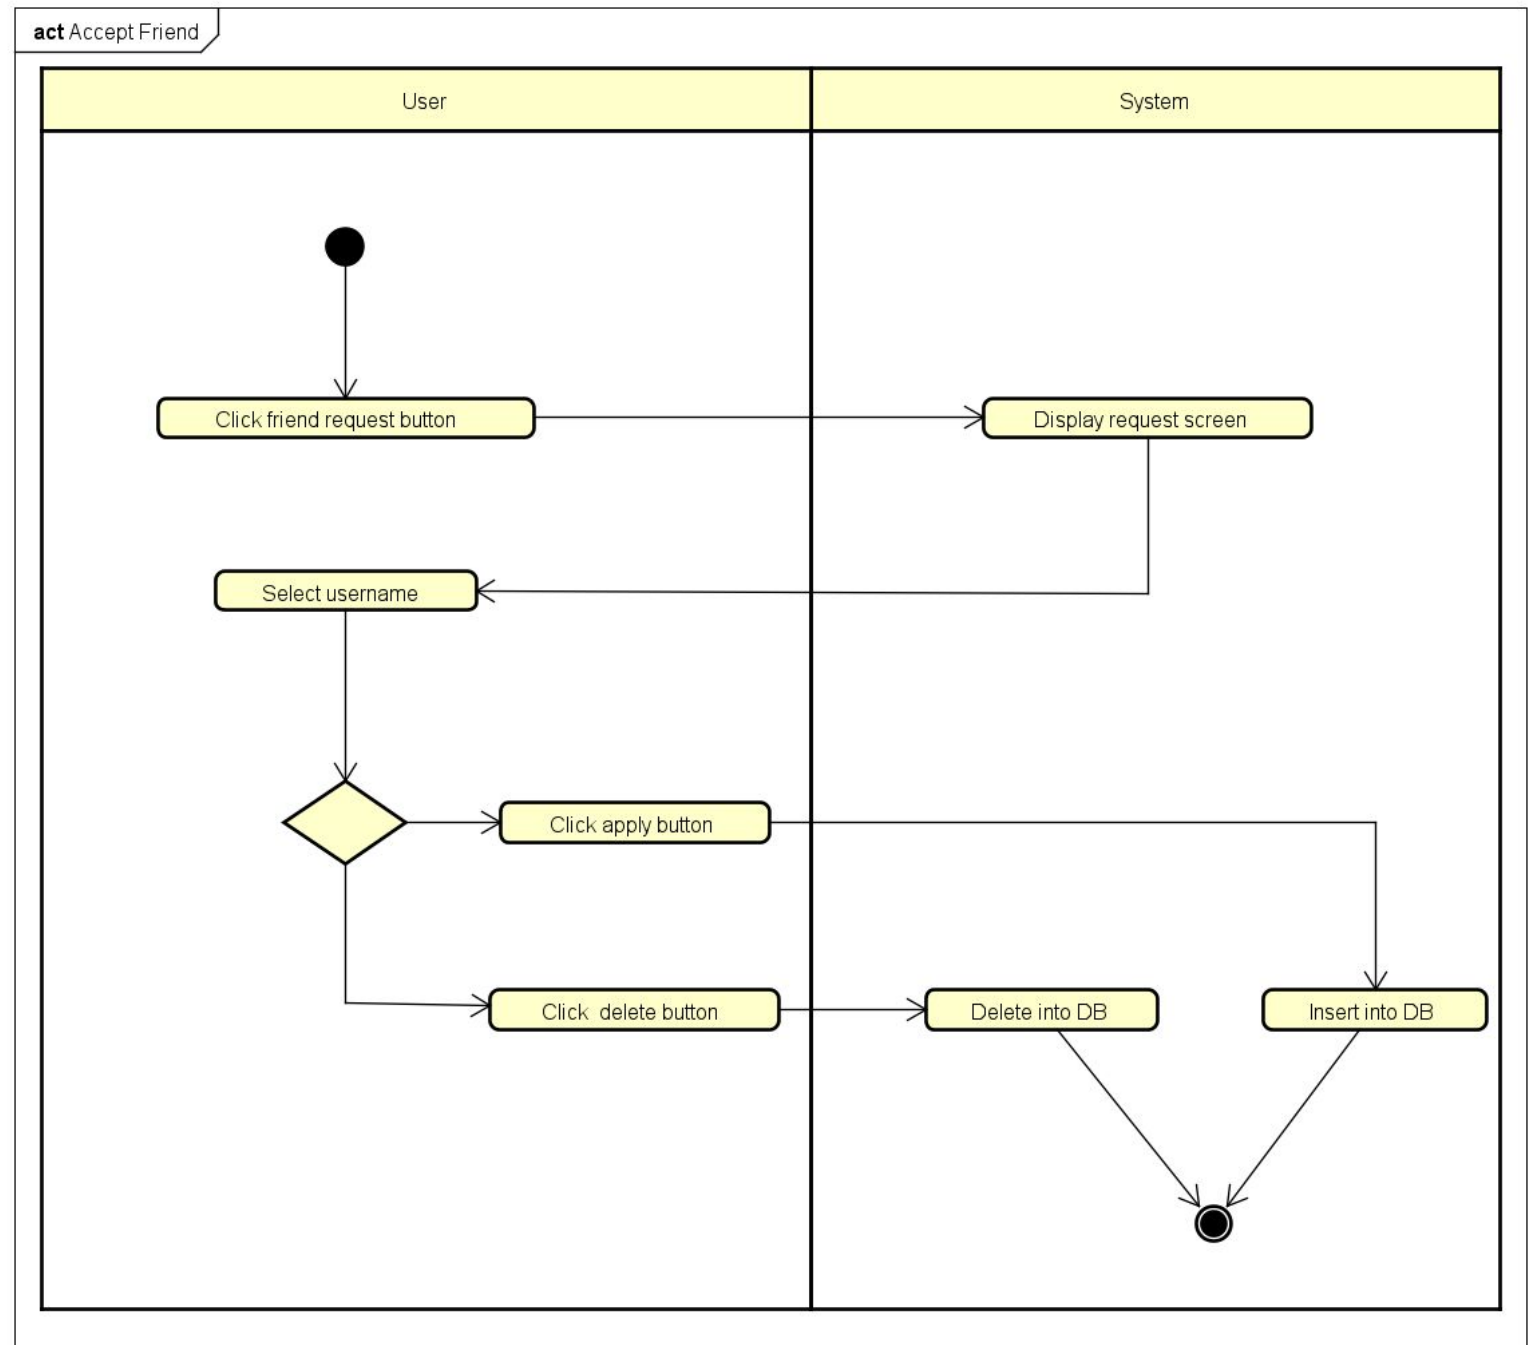 act Accept Friend
User
System
Click friend request button
Display request screen
Select username
Click apply button
Click  delete button
Delete into DB
Insert into DB